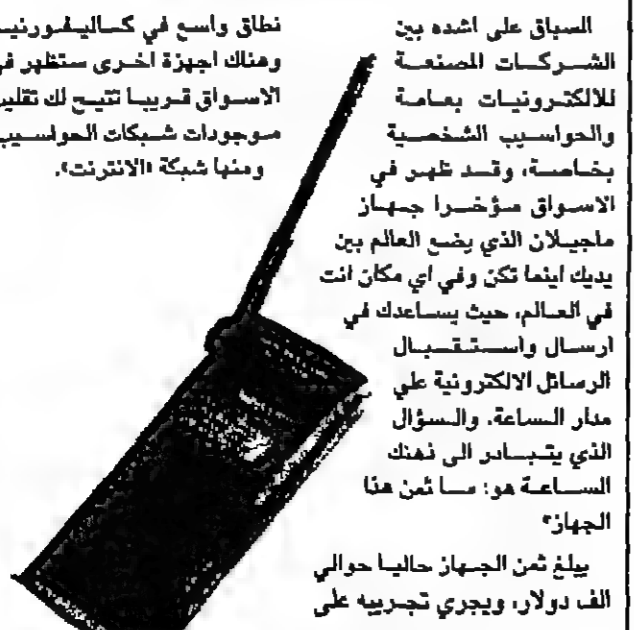 السباق على اشده بين
الشركات المصنعة
للالكترونيات بعامة
والحواسيب الشخصية
بخاصة، وقد ظهر في
الاسواق مؤخرا جهاز
ماجيلان الذي يضع العالم بين
يديك اينما تكن وفي اي مكان انت
في العالم، حيث يساعدك في
ارسال واستقبال
الرسائل الالكترونية على
مدار الساعة. والسؤال
الذي يتبادر الى ذهنك
الساعة هو: ما ثمن هذا
الجهاز؟
يبلغ ثمن الجهاز حاليا حوالي
الف دولار، ويجري تجريبه على
نطاق واسع في كاليفورنيا
وهناك اجهزة اخرى ستظهر في
الاسواق قريبا تتيح لك تقليب
موجودات شبكات الحواسيب
ومنها شبكة «الانترنت».